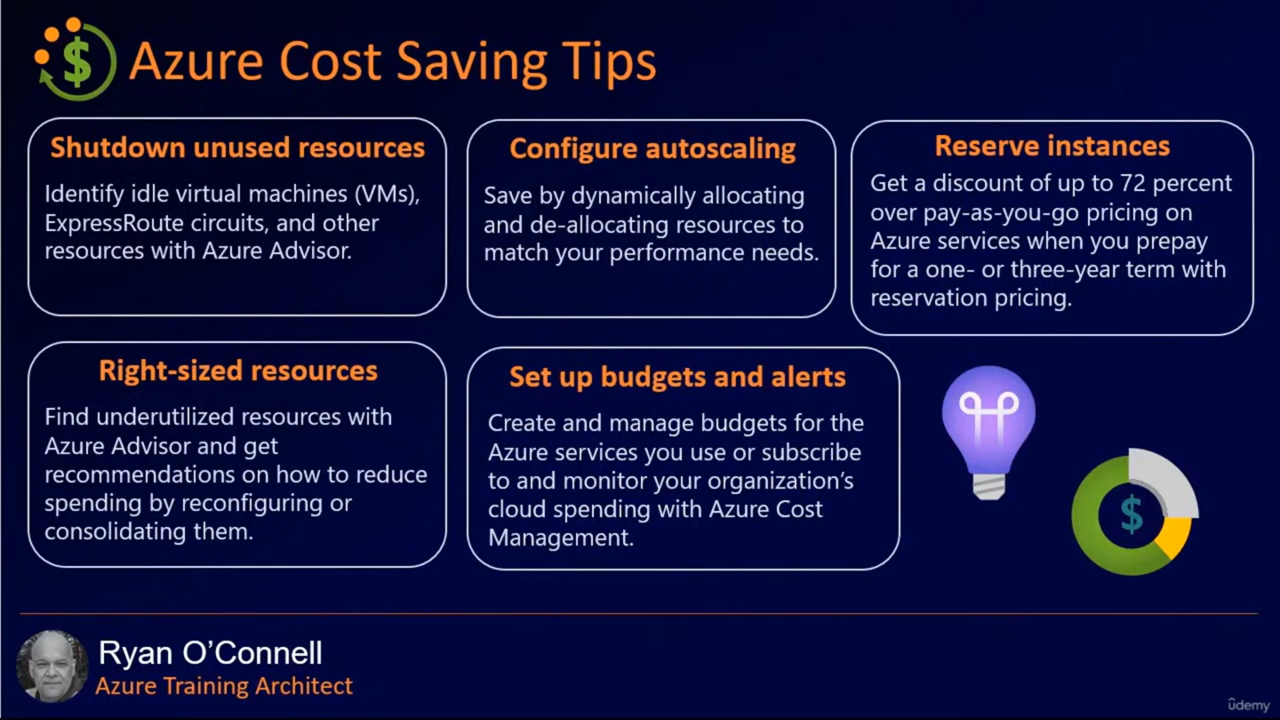 Azure Cost Saving Tips
Shutdown unused resources
Identify idle virtual machines (VMs),
ExpressRoute circuits, and other
resources with Azure Advisor.
Configure autoscaling
Save by dynamically allocating
and de-allocating resources to
match your performance needs.
Reserve instances
Get a discount of up to 72 percent
over pay-as-you-go pricing on
Azure services when you prepay
for a one- or three-year term with
reservation pricing.
Right-sized resources
Find underutilized resources with
Azure Advisor and get
recommendations on how to reduce
spending by reconfiguring or
consolidating them.
Set up budgets and alerts
Create and manage budgets for the
Azure services you use or subscribe
to and monitor your organization’s
cloud spending with Azure Cost
Management.
$
$
Ryan O’Connell
Azure Training Architect
ûdemy